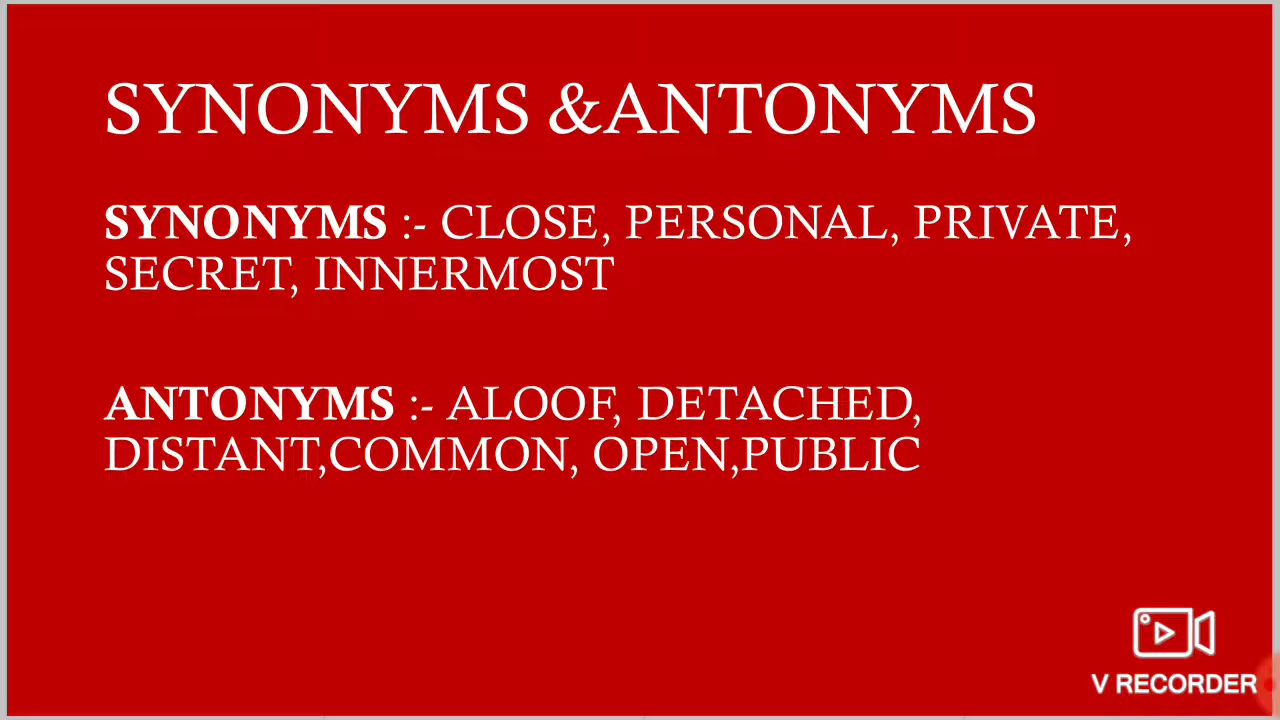 SYNONYMS &ANTONYMS
SYNONYMS :- CLOSE, PERSONAL, PRIVATE,
SECRET, INNERMOST
ANTONYMS :- ALOOF, DETACHED,
DISTANT,COMMON, OPEN,PUBLIC
V RECORDER